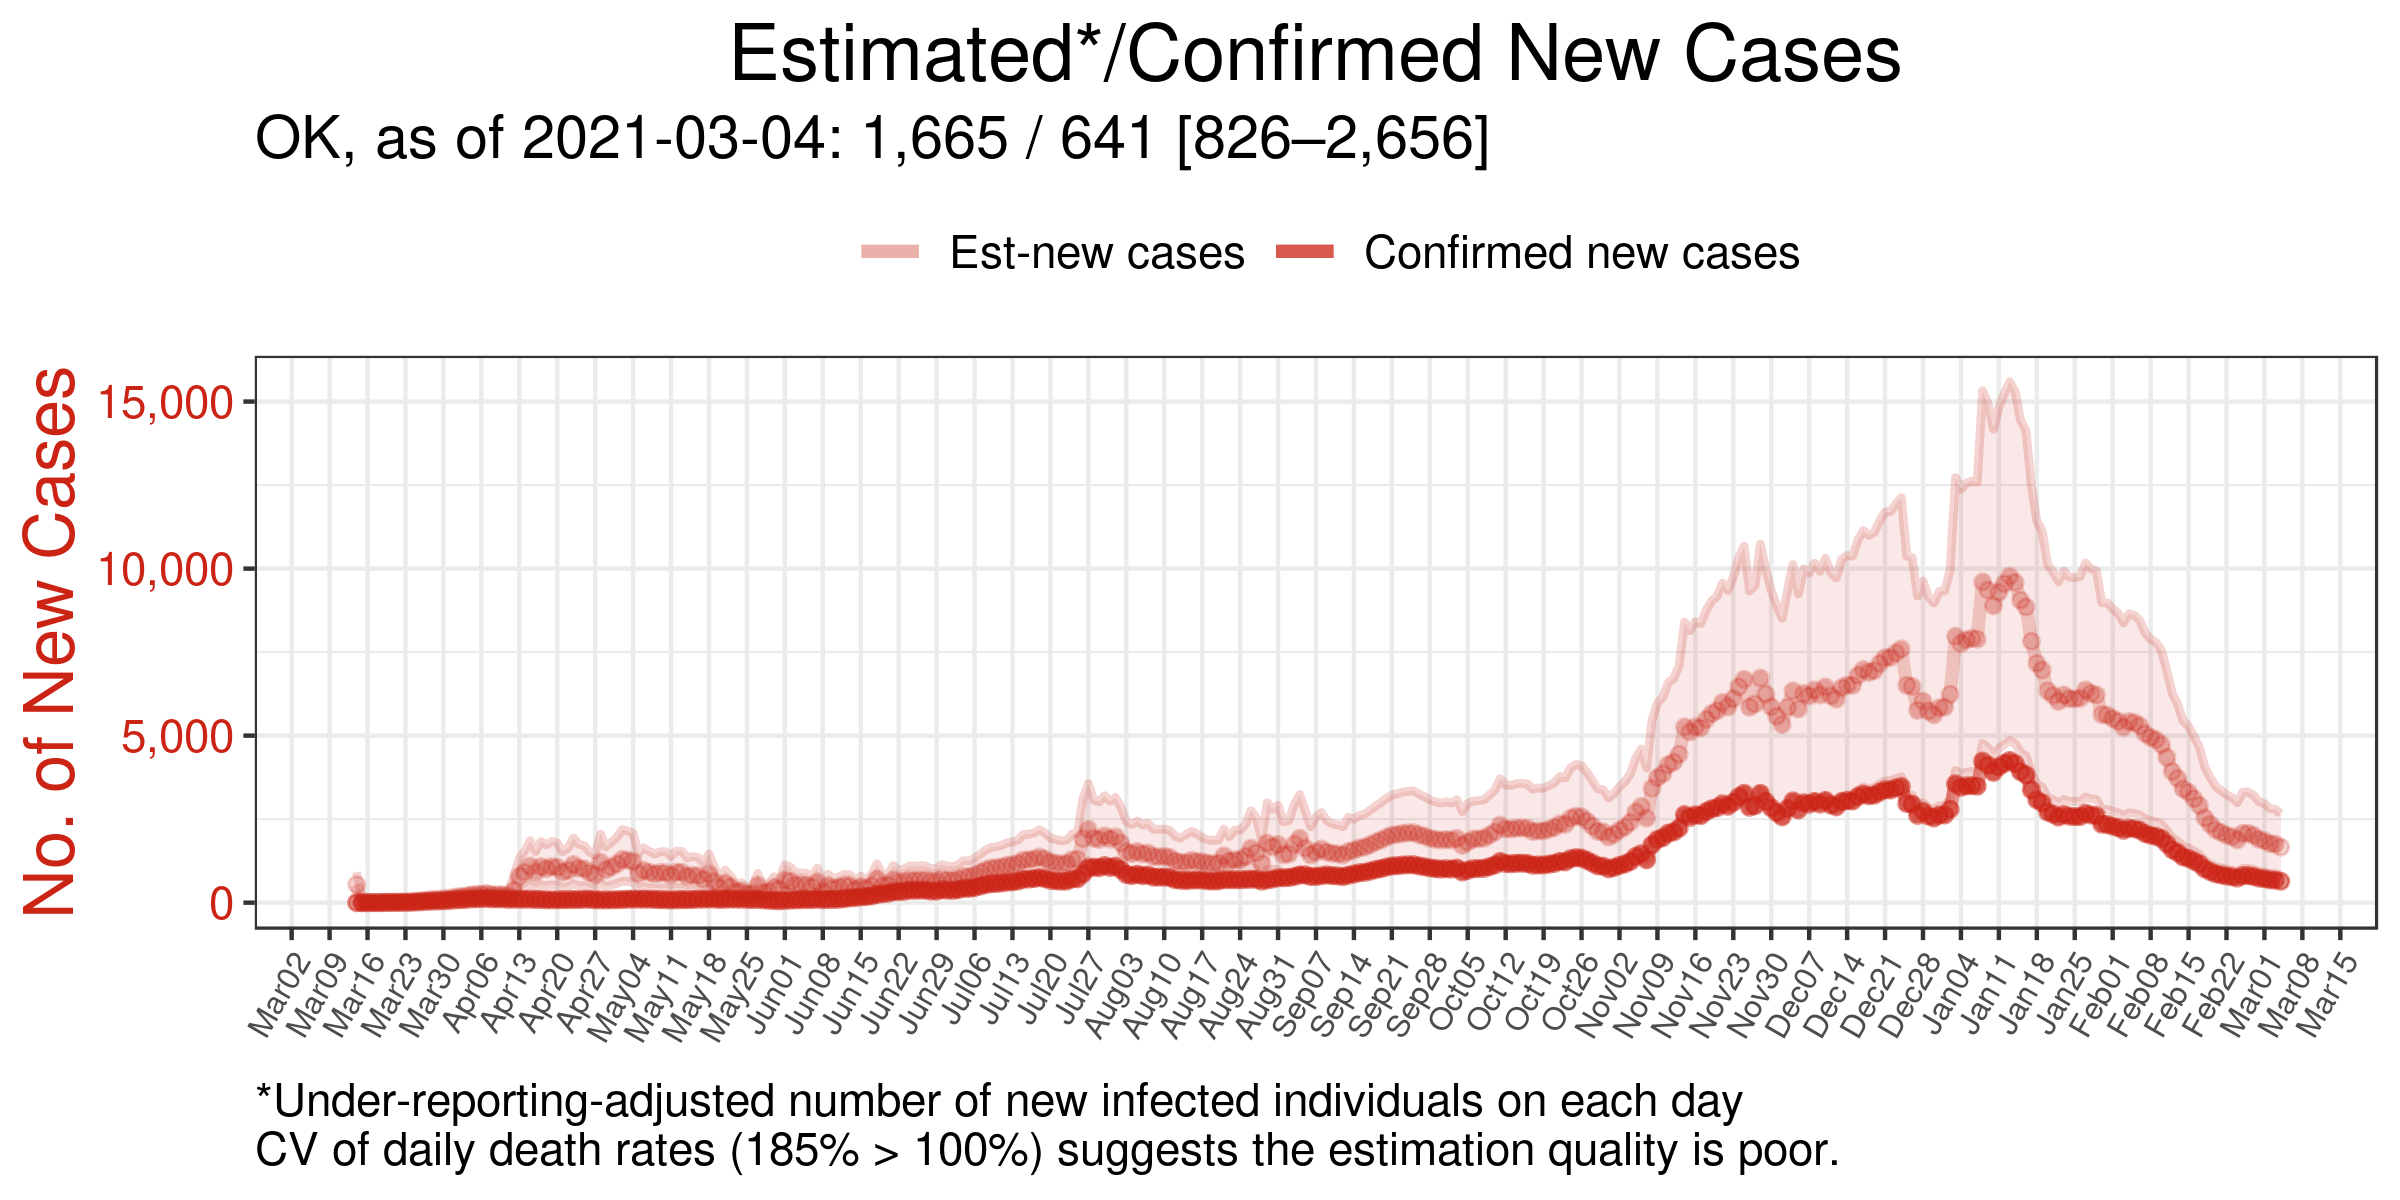 Estimated*/Confirmed New Cases
OK, as of 2021-03-04: 1,665 / 641 [826–2,656]
Est-new cases Confirmed new cases
No. of New Cases
15,000
10,000
5,000
0
Mar02 Mar09 Mar16 Mar23 Mar30 Apr06 Apr13 Apr20 Apr27 May04 May11 May18 May25 Jun01 Jun08 Jun15 Jun22 Jun29 Jul06 Jul13 Jul20 Jul27 Aug03 Aug10 Aug17 Aug24 Aug31 Sep07 Sep14 Sep21 Sep28 Oct05 Oct12 Oct19 Oct26 Nov02 Nov09 Nov16 Nov23 Nov30 Dec07 Dec14 Dec21 Dec28 Jan04 Jan11 Jan18 Jan25 Feb01 Feb08 Feb15 Feb22 Mar01 Mar08 Mar15
*Under-reporting-adjusted number of new infected individuals on each day
CV of daily death rates (185% > 100%) suggests the estimation quality is poor.